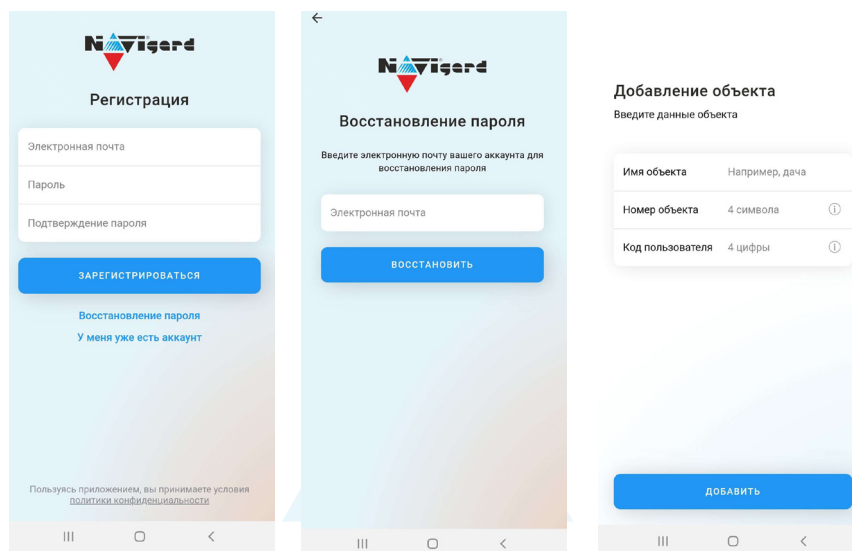 Navigard
Регистрация
Электронная почта
Пароль
Подтверждение пароля
ЗАРЕГИСТРИРОВАТЬСЯ
Восстановление пароля
У меня уже есть аккаунт
Пользуясь приложением, вы принимаете условия
политики конфиденциальности
Navigard
Восстановление пароля
Введите электронную почту вашего аккаунта для
восстановления пароля
Электронная почта
ВОССТАНОВИТЬ
Добавление объекта
Введите данные объекта
Имя объекта Например, дача
Номер объекта 4 символа
Код пользователя 4 цифры
ДОБАВИТЬ